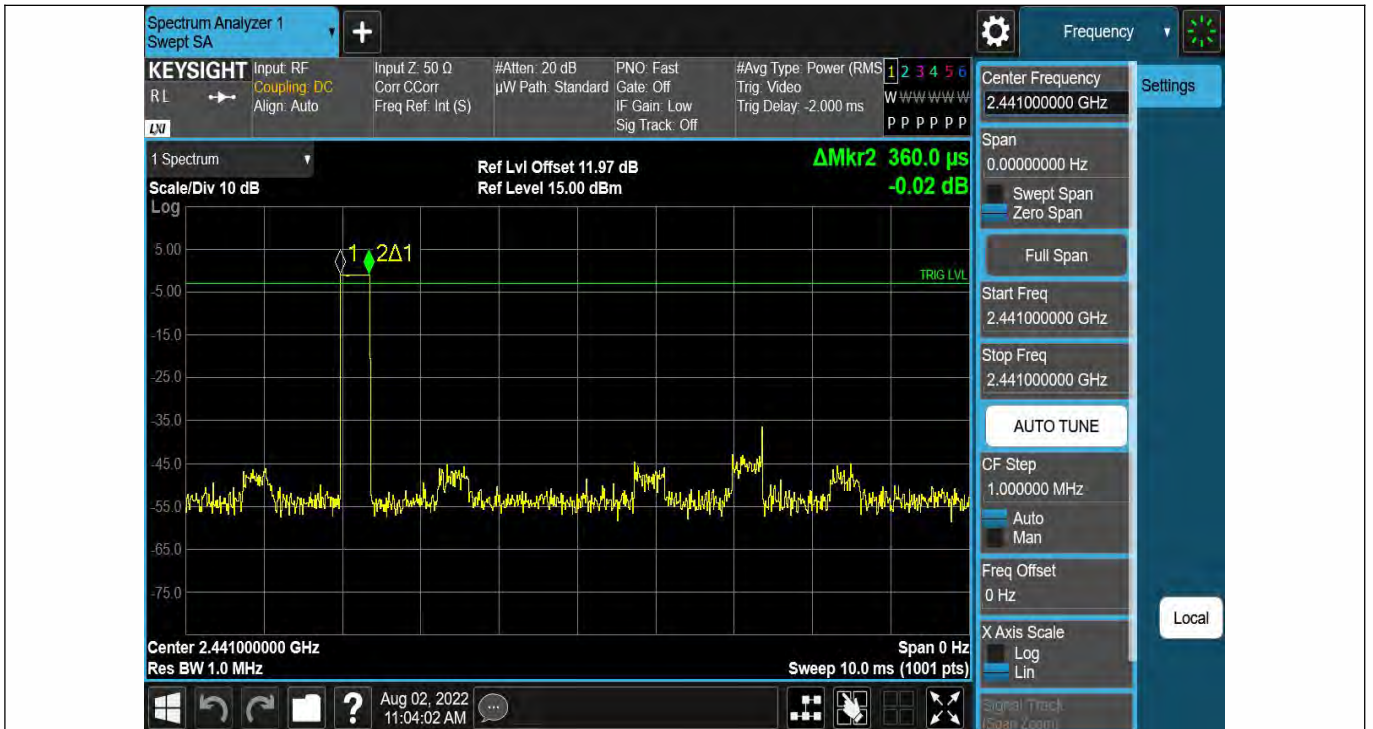 Spectrum Analyzer 1
Swept SA
+
Frequency
KEYSIGHT
RL
LXI
Input: RF
Coupling: DC
Align: Auto
Input Z: 50 Ω
Corr CCorr
Freq Ref: Int (S)
#Atten: 20 dB
µW Path: Standard
PNO: Fast
Gate: Off
IF Gain: Low
Sig Track: Off
#Avg Type: Power (RMS
Trig: Video
Trig Delay: -2.000 ms
1 2 3 4 5 6
W W W W W W
P P P P P P
1 Spectrum
Scale/Div 10 dB
Log
Ref Lvl Offset 11.97 dB
Ref Level 15.00 dBm
ΔMkr2 360.0 µs
-0.02 dB
1
2Δ1
TRIG LVL
5.00
-5.00
-15.0
-25.0
-35.0
-45.0
-55.0
-65.0
-75.0
Center 2.441000000 GHz
Res BW 1.0 MHz
Span 0 Hz
Sweep 10.0 ms (1001 pts)
Center Frequency
2.441000000 GHz
Settings
Span
0.00000000 Hz
Swept Span
Zero Span
Full Span
Start Freq
2.441000000 GHz
Stop Freq
2.441000000 GHz
AUTO TUNE
CF Step
1.000000 MHz
Auto
Man
Freq Offset
0 Hz
X Axis Scale
Log
Lin
Signal Track
(Span Zoom)
Local
?
Aug 02, 2022
11:04:02 AM